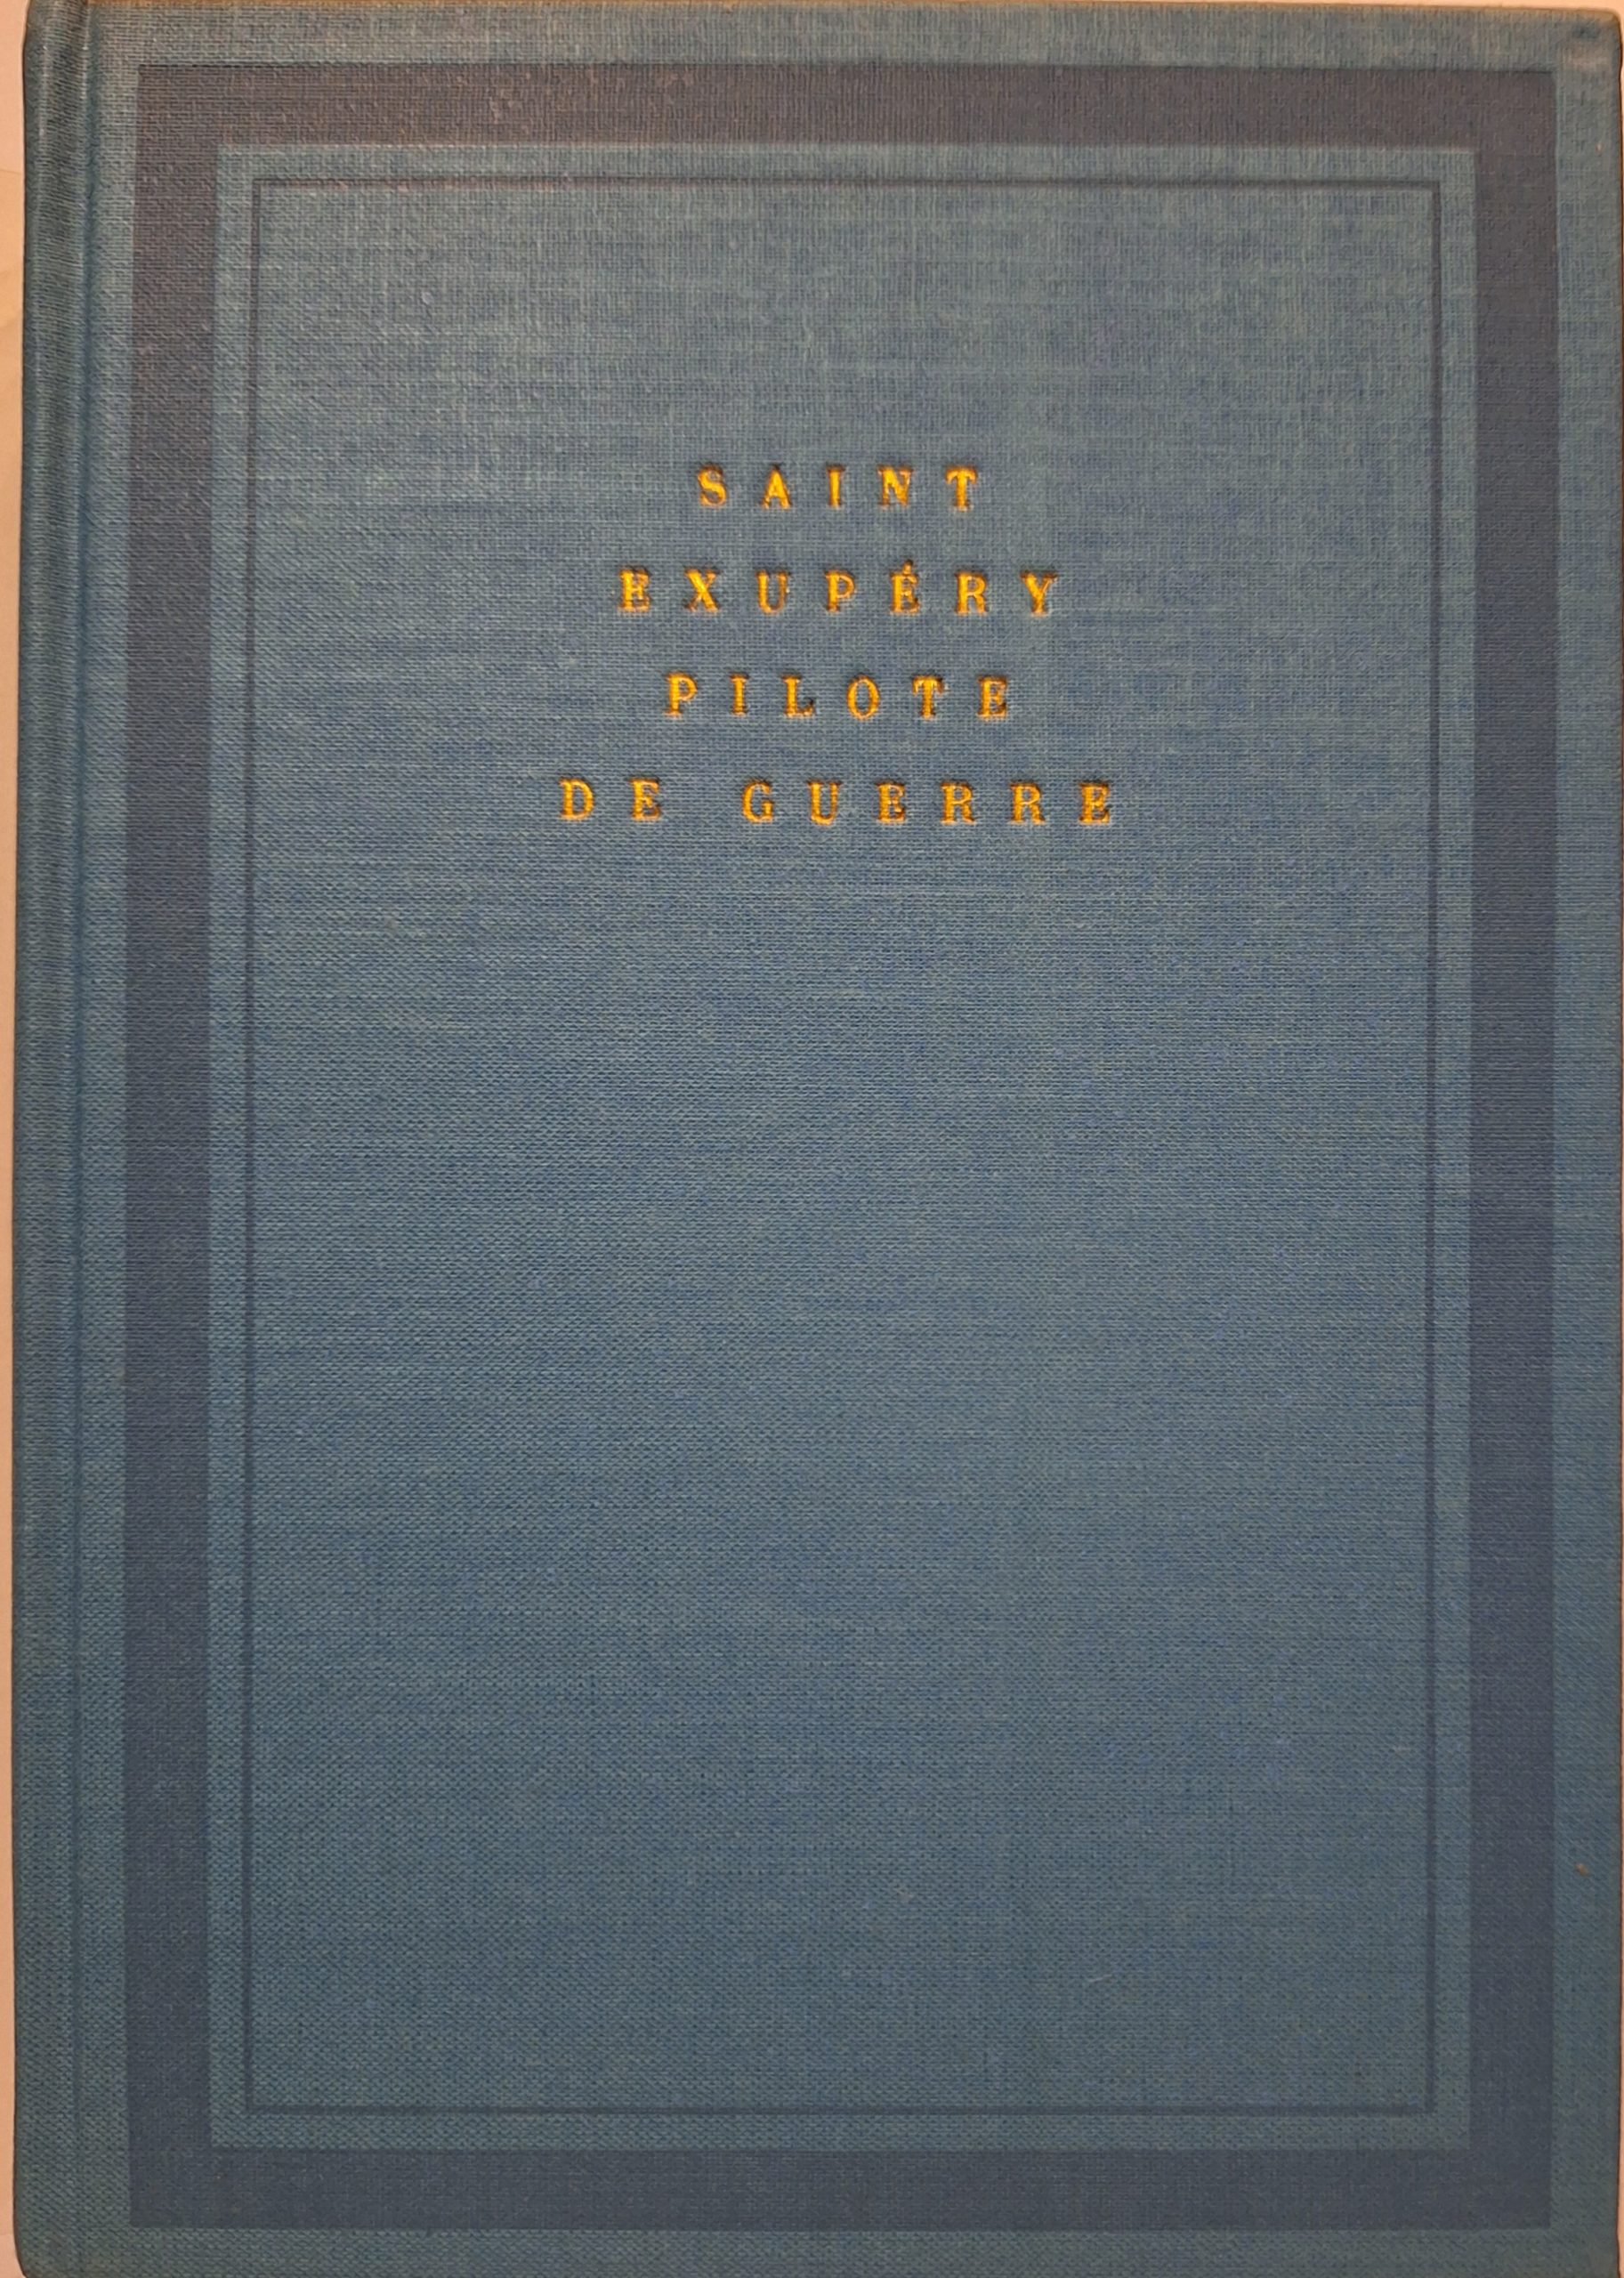 SAINT
EXUPÉRY
PILOTE
DE GUERRE